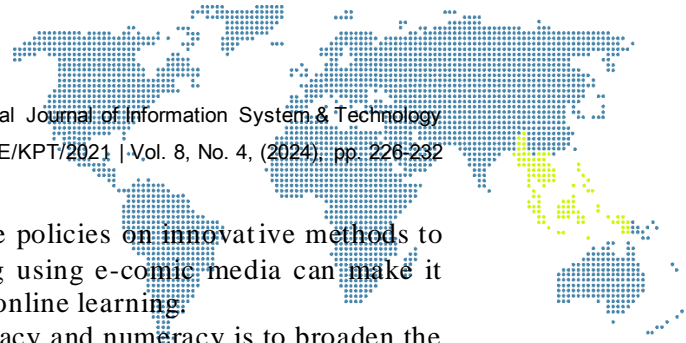 al Journal of Information System & Technology
E/KPT/2021 | Vol. 8, No. 4, (2024), pp. 226-232
e policies on innovative methods to
g using e-comic media can make it
online learning.
acy and numeracy is to broaden the